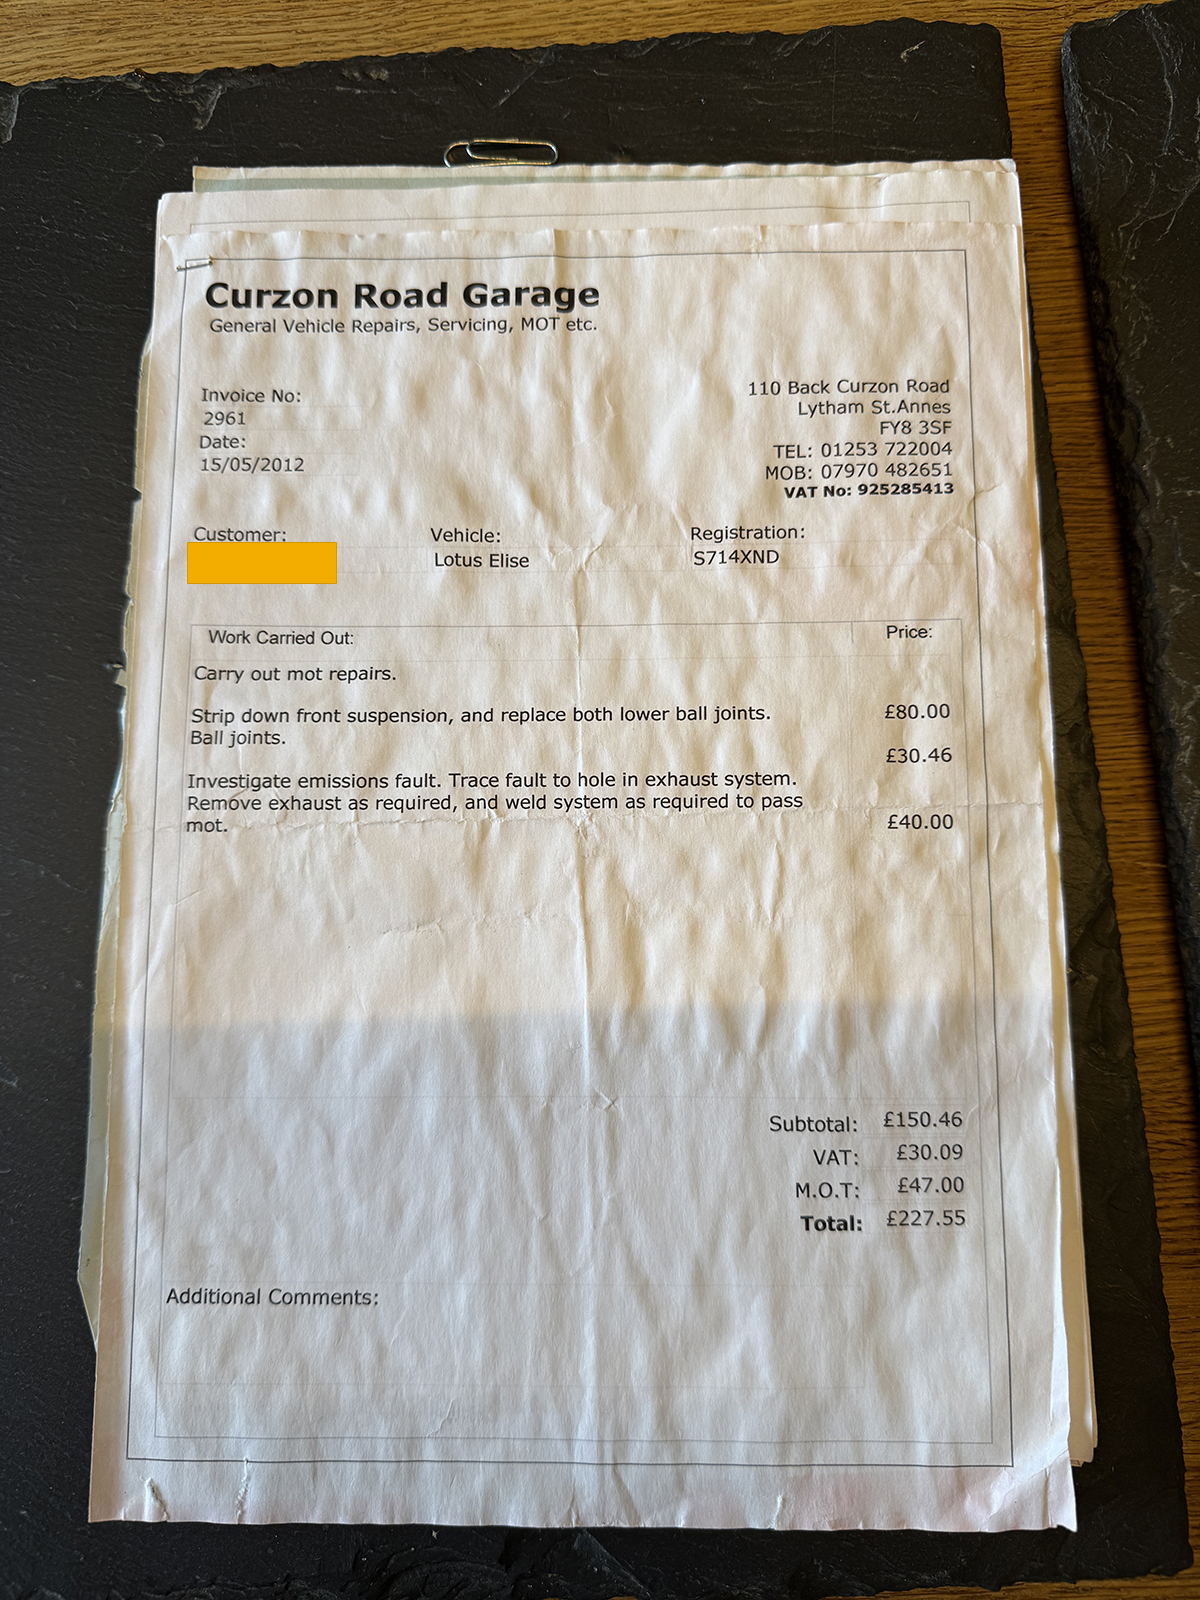 Curzon Road Garage
General Vehicle Repairs, Servicing, MOT etc.
Invoice No:
2961
Date:
15/05/2012
110 Back Curzon Road
Lytham St.Annes
FY8 3SF
TEL: 01253 722004
MOB: 07970 482651
VAT No: 925285413
Customer:
Vehicle:
Lotus Elise
Registration:
S714XND
Work Carried Out: Price:
Carry out mot repairs.
Strip down front suspension, and replace both lower ball joints. £80.00
Ball joints.
£30.46
Investigate emissions fault. Trace fault to hole in exhaust system.
Remove exhaust as required, and weld system as required to pass
mot. £40.00
Subtotal: £150.46
VAT: £30.09
M.O.T: £47.00
Total: £227.55
Additional Comments: